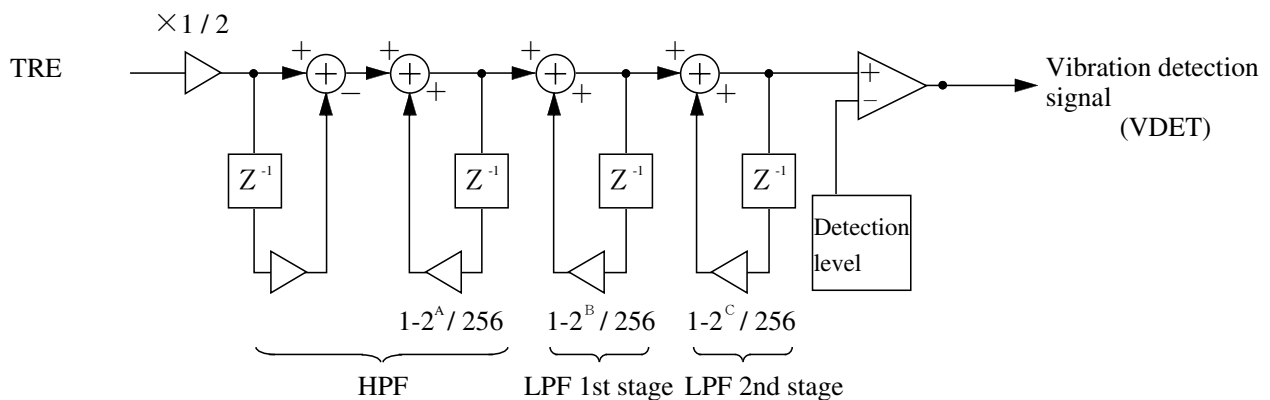 ×1 / 2
TRE
+
+
+
−
+
+
+
+
+
+
+
+
+
+
−
Vibration detection
signal
(VDET)
Z⁻¹
Z⁻¹
Z⁻¹
Z⁻¹
Detection
level
1-2ᴬ / 256
1-2ᴮ / 256
1-2ᶜ / 256
HPF
LPF 1st stage
LPF 2nd stage